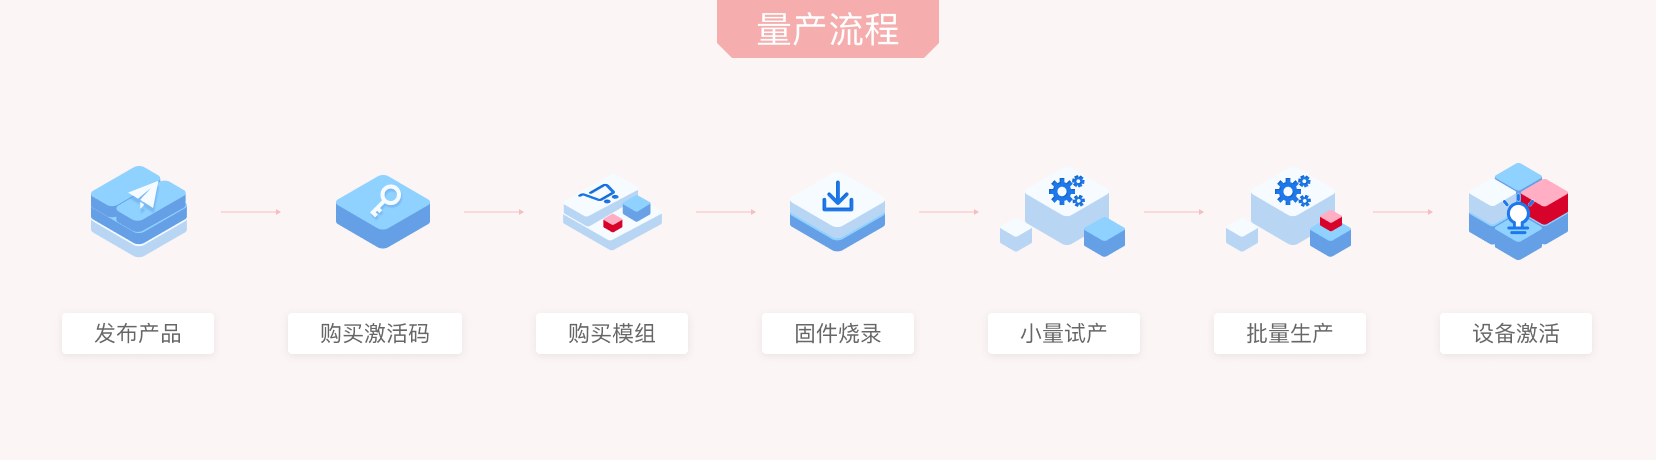 量产流程
发布产品
购买激活码
购买模组
固件烧录
小量试产
批量生产
设备激活